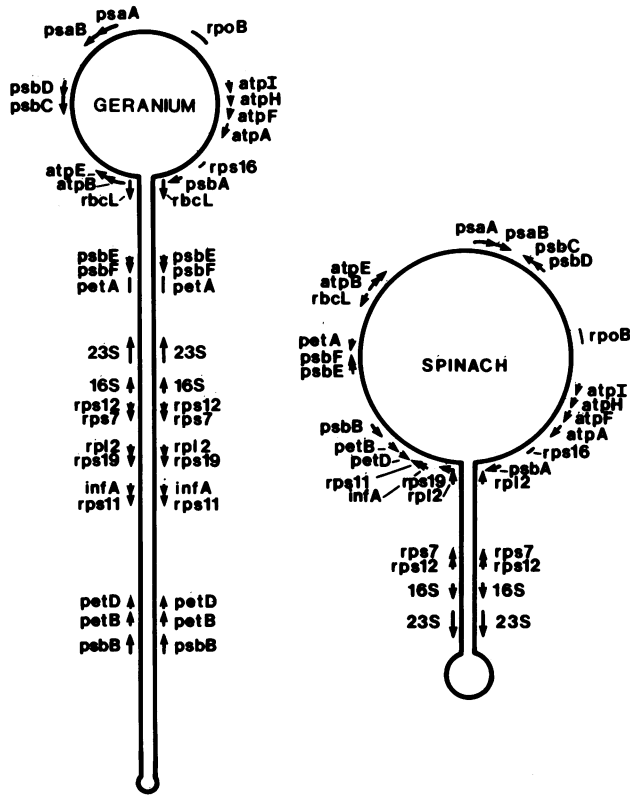 psaB psaA rpoB
psbD
psbC
GERANIUM
atpI
atpH
atpF
atpA
atpE
atpB
rbcL
rps16
psbA
rbcL
psbE psbE
psbF psbF
petA petA
23S 23S
16S 16S
rps12 rps12
rps7 rps7
rpl2 rpl2
rps19 rps19
infA infA
rps11 rps11
petD petD
petB petB
psbB psbB
psaA psaB
psbC
psbD
atpE
atpB
rbcL
rpoB
petA
psbF
psbE
SPINACH
atpI
atpH
atpF
atpA
rps16
psbB
petB
petD
rps11
infA
rps19
rpl2
psbA
rpl2
rps7 rps7
rps12 rps12
16S 16S
23S 23S